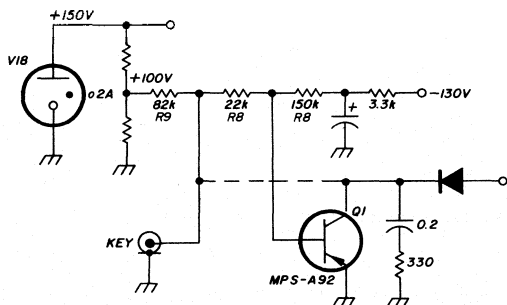 +150V
V18
+100V
O2A
82k
R9
22k
R8
150k
R8
+
3.3k
-130V
KEY
Q1
MPS-A92
0.2
330